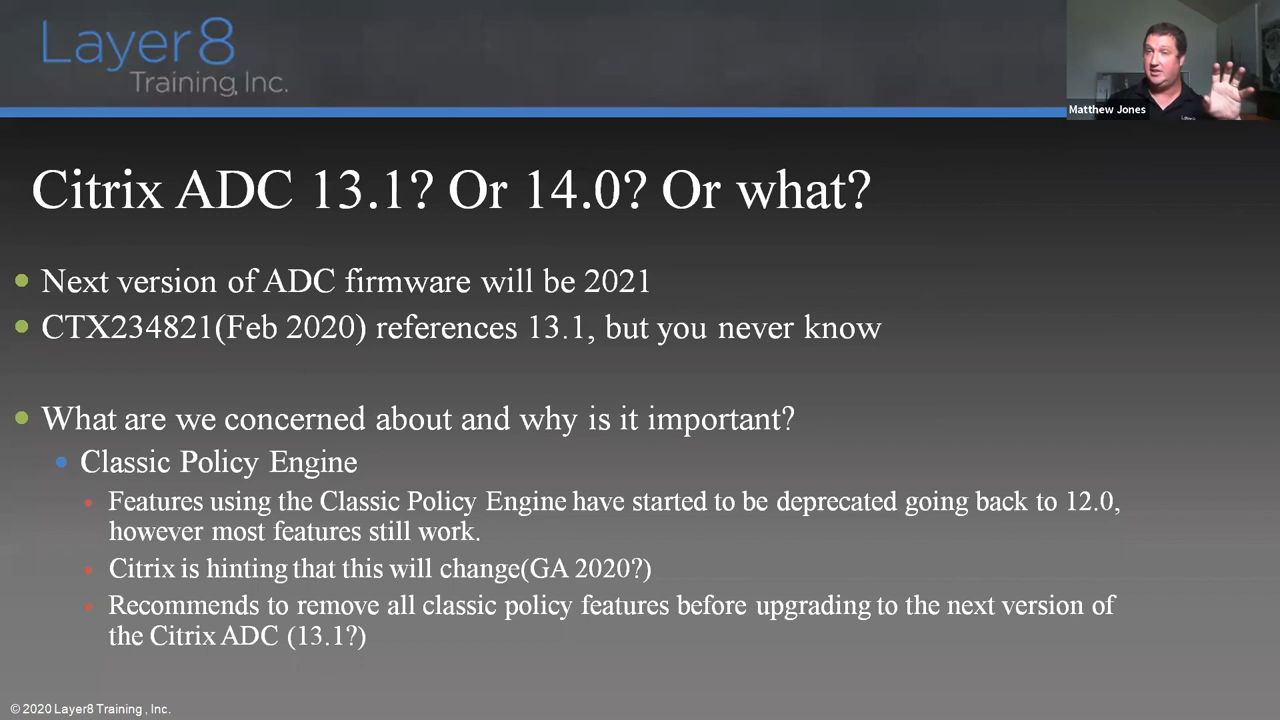 Layer8
Training, Inc.
Matthew Jones
Citrix ADC 13.1? Or 14.0? Or what?
Next version of ADC firmware will be 2021
CTX234821(Feb 2020) references 13.1, but you never know
What are we concerned about and why is it important?
Classic Policy Engine
Features using the Classic Policy Engine have started to be deprecated going back to 12.0,
however most features still work.
Citrix is hinting that this will change(GA 2020?)
Recommends to remove all classic policy features before upgrading to the next version of
the Citrix ADC (13.1?)
© 2020 Layer8 Training , Inc.